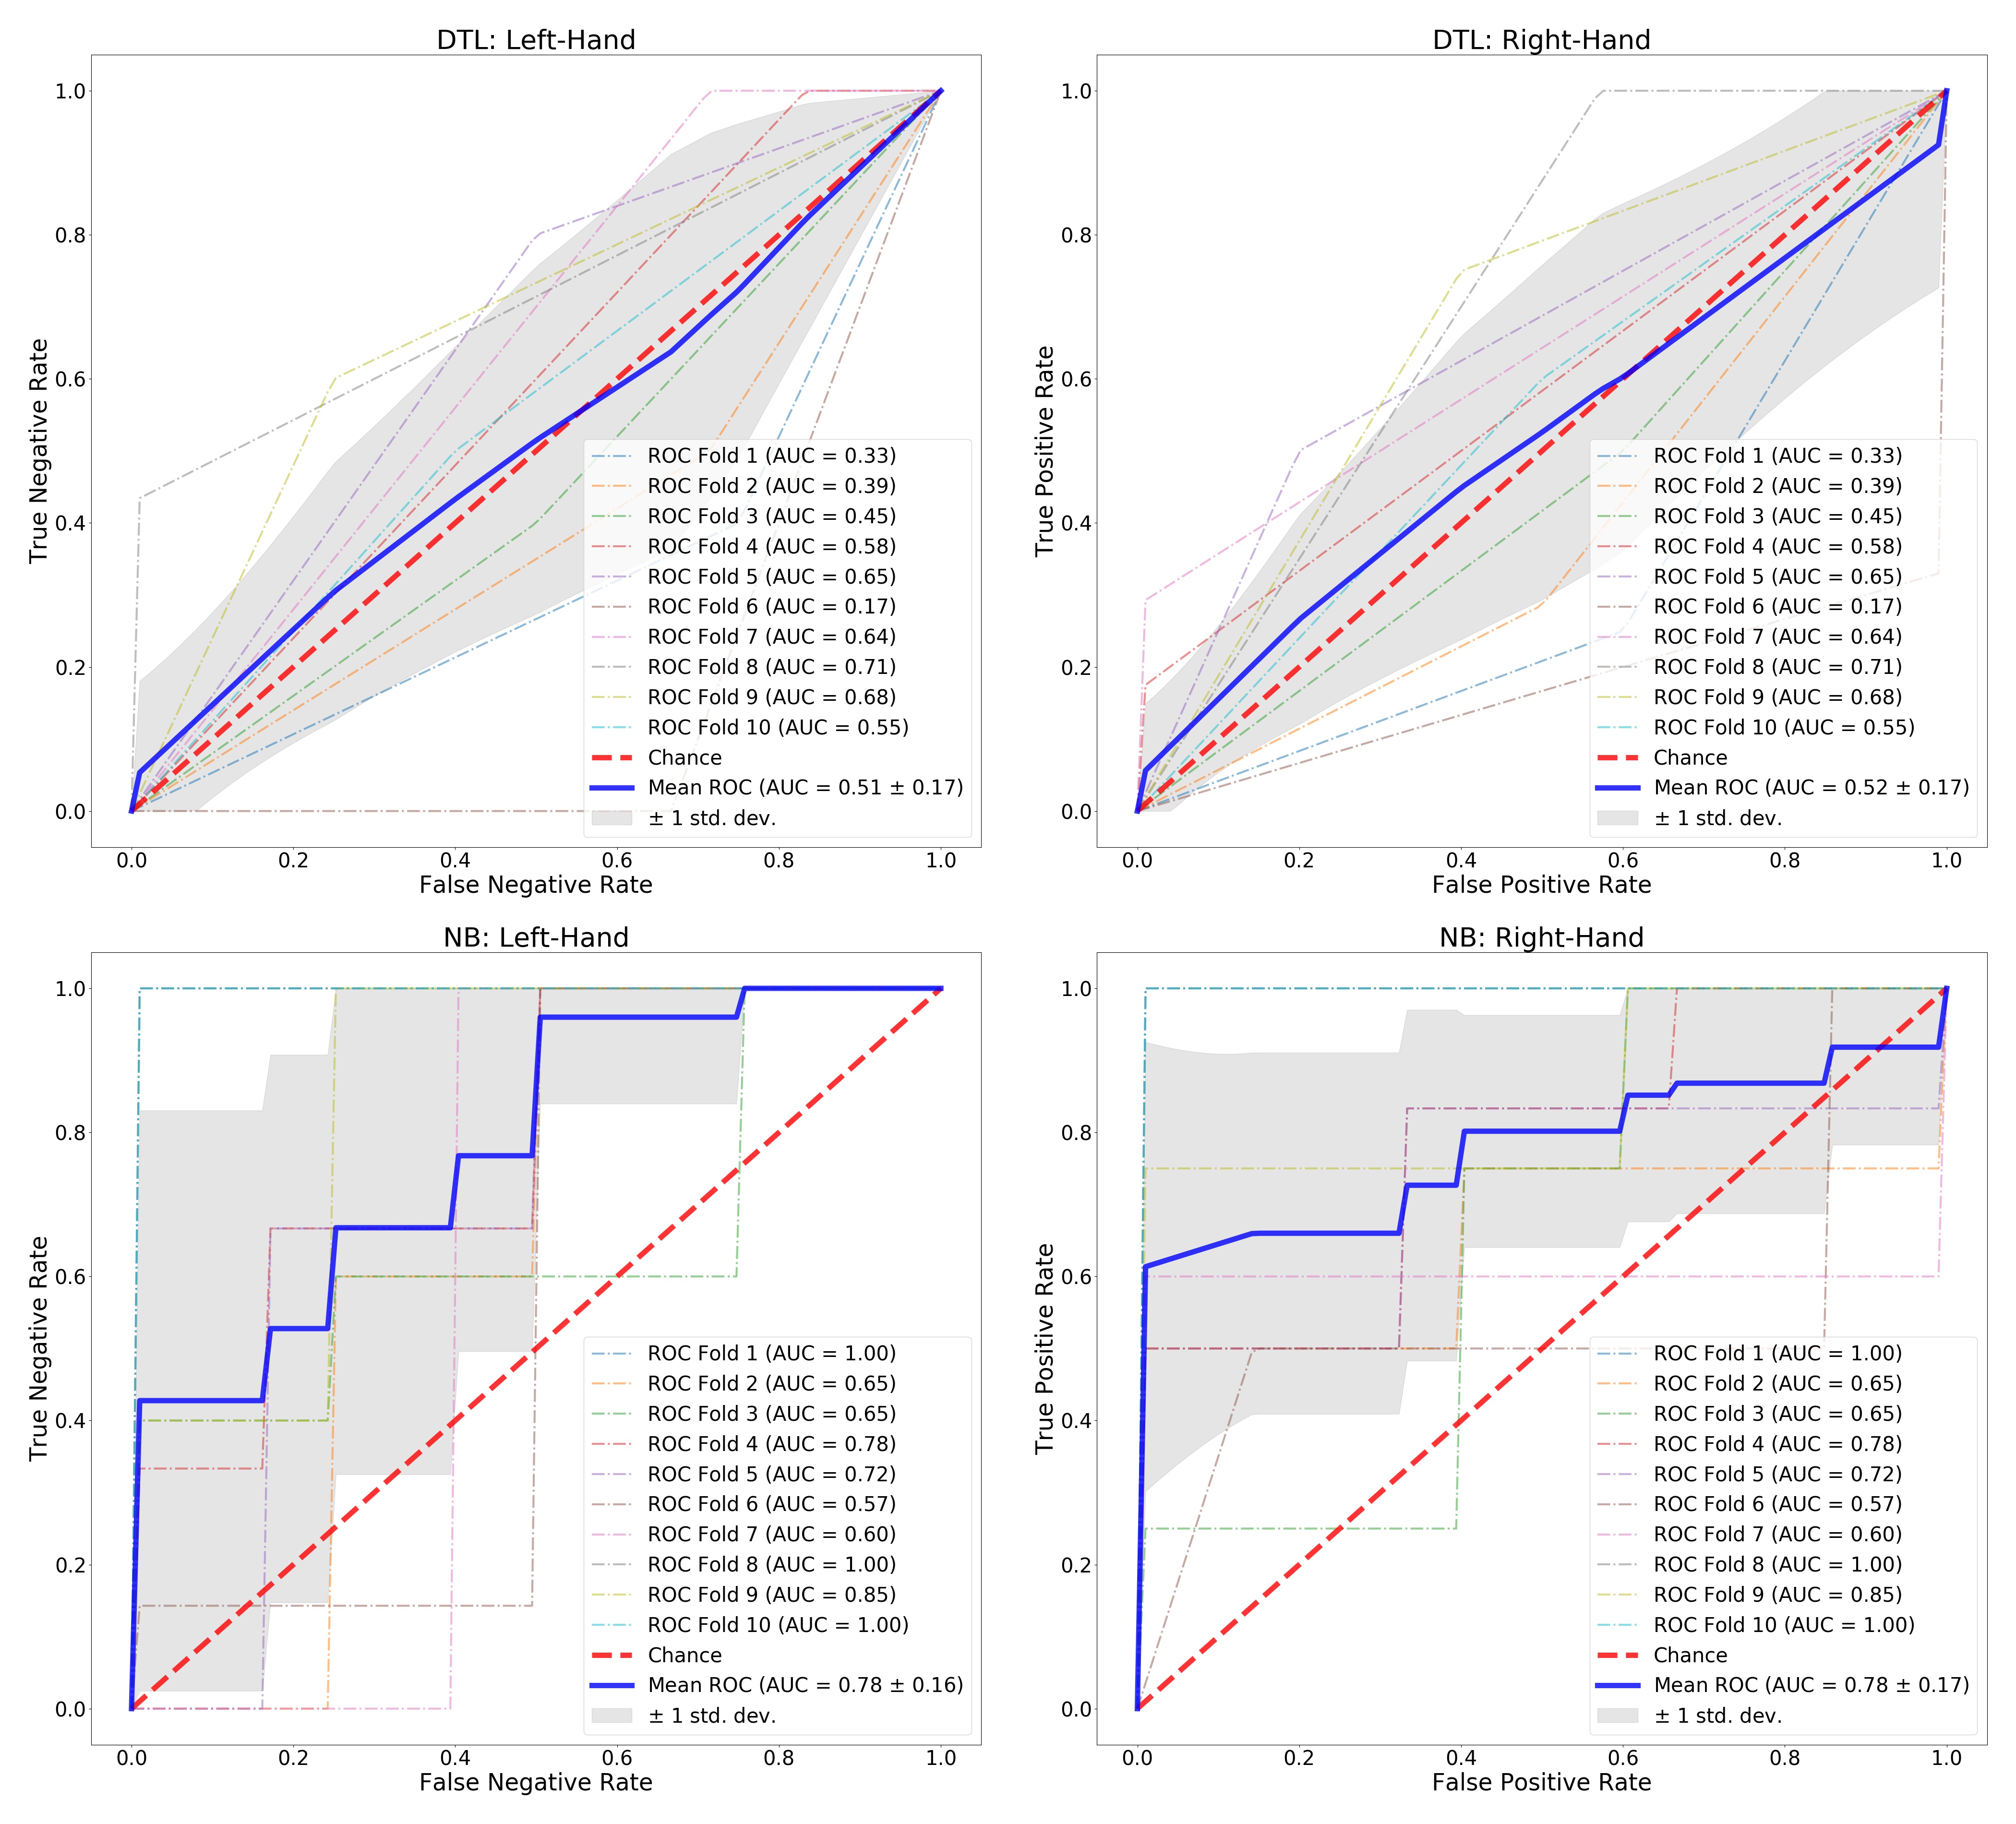 DTL: Left-Hand
True Negative Rate
1.0
0.8
0.6
0.4
0.2
0.0
ROC Fold 1 (AUC = 0.33)
ROC Fold 2 (AUC = 0.39)
ROC Fold 3 (AUC = 0.45)
ROC Fold 4 (AUC = 0.58)
ROC Fold 5 (AUC = 0.65)
ROC Fold 6 (AUC = 0.17)
ROC Fold 7 (AUC = 0.64)
ROC Fold 8 (AUC = 0.71)
ROC Fold 9 (AUC = 0.68)
ROC Fold 10 (AUC = 0.55)
Chance
Mean ROC (AUC = 0.51 ± 0.17)
± 1 std. dev.
0.0 0.2 0.4 0.6 0.8 1.0
False Negative Rate
DTL: Right-Hand
True Positive Rate
1.0
0.8
0.6
0.4
0.2
0.0
ROC Fold 1 (AUC = 0.33)
ROC Fold 2 (AUC = 0.39)
ROC Fold 3 (AUC = 0.45)
ROC Fold 4 (AUC = 0.58)
ROC Fold 5 (AUC = 0.65)
ROC Fold 6 (AUC = 0.17)
ROC Fold 7 (AUC = 0.64)
ROC Fold 8 (AUC = 0.71)
ROC Fold 9 (AUC = 0.68)
ROC Fold 10 (AUC = 0.55)
Chance
Mean ROC (AUC = 0.52 ± 0.17)
± 1 std. dev.
0.0 0.2 0.4 0.6 0.8 1.0
False Positive Rate
NB: Left-Hand
True Negative Rate
1.0
0.8
0.6
0.4
0.2
0.0
ROC Fold 1 (AUC = 1.00)
ROC Fold 2 (AUC = 0.65)
ROC Fold 3 (AUC = 0.65)
ROC Fold 4 (AUC = 0.78)
ROC Fold 5 (AUC = 0.72)
ROC Fold 6 (AUC = 0.57)
ROC Fold 7 (AUC = 0.60)
ROC Fold 8 (AUC = 1.00)
ROC Fold 9 (AUC = 0.85)
ROC Fold 10 (AUC = 1.00)
Chance
Mean ROC (AUC = 0.78 ± 0.16)
± 1 std. dev.
0.0 0.2 0.4 0.6 0.8 1.0
False Negative Rate
NB: Right-Hand
True Positive Rate
1.0
0.8
0.6
0.4
0.2
0.0
ROC Fold 1 (AUC = 1.00)
ROC Fold 2 (AUC = 0.65)
ROC Fold 3 (AUC = 0.65)
ROC Fold 4 (AUC = 0.78)
ROC Fold 5 (AUC = 0.72)
ROC Fold 6 (AUC = 0.57)
ROC Fold 7 (AUC = 0.60)
ROC Fold 8 (AUC = 1.00)
ROC Fold 9 (AUC = 0.85)
ROC Fold 10 (AUC = 1.00)
Chance
Mean ROC (AUC = 0.78 ± 0.17)
± 1 std. dev.
0.0 0.2 0.4 0.6 0.8 1.0
False Positive Rate